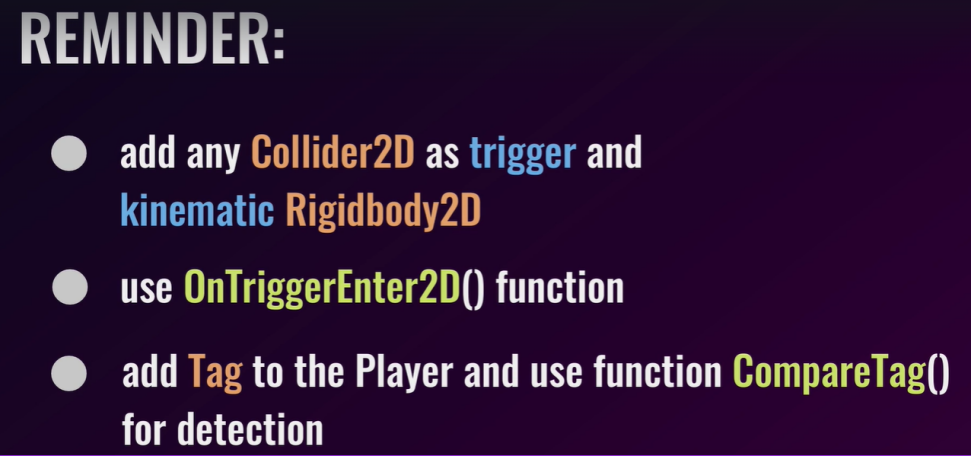 REMINDER:
add any Collider2D as trigger and
kinematic Rigidbody2D
use OnTriggerEnter2D() function
add Tag to the Player and use function CompareTag()
for detection